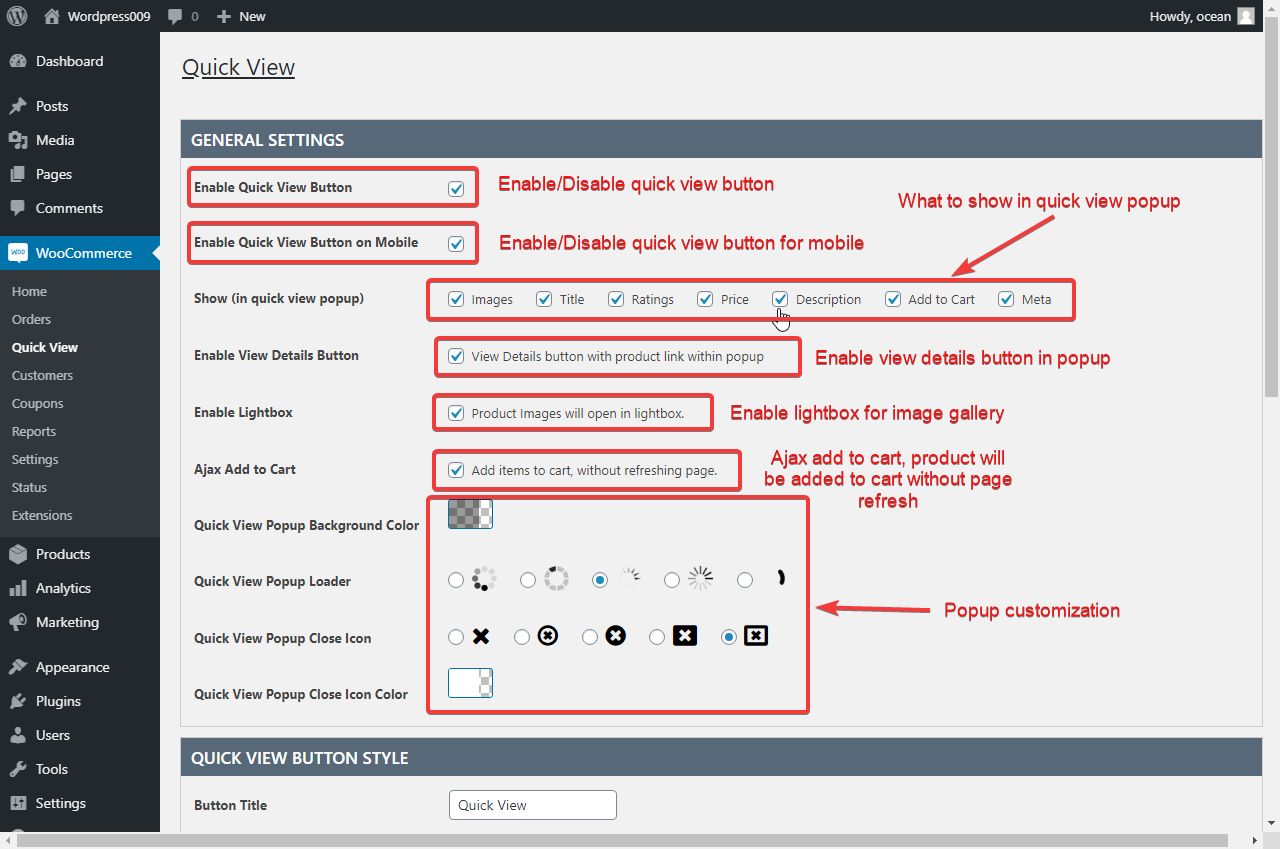 Wordpress009
0
New
Howdy, ocean
Dashboard
Posts
Media
Pages
Comments
WOO
WooCommerce
Home
Orders
Quick View
Customers
Coupons
Reports
Settings
Status
Extensions
Products
Analytics
Marketing
Appearance
Plugins
Users
Tools
Settings
Quick View
GENERAL SETTINGS
Enable Quick View Button
Enable/Disable quick view button
What to show in quick view popup
Enable Quick View Button on Mobile
Enable/Disable quick view button for mobile
Show (in quick view popup)
Images
Title
Ratings
Price
Description
Add to Cart
Meta
Enable View Details Button
View Details button with product link within popup
Enable view details button in popup
Enable Lightbox
Product Images will open in lightbox.
Enable lightbox for image gallery
Ajax Add to Cart
Add items to cart, without refreshing page.
Ajax add to cart, product will
be added to cart without page
refresh
Quick View Popup Background Color
Quick View Popup Loader
Popup customization
Quick View Popup Close Icon
Quick View Popup Close Icon Color
QUICK VIEW BUTTON STYLE
Button Title
Quick View